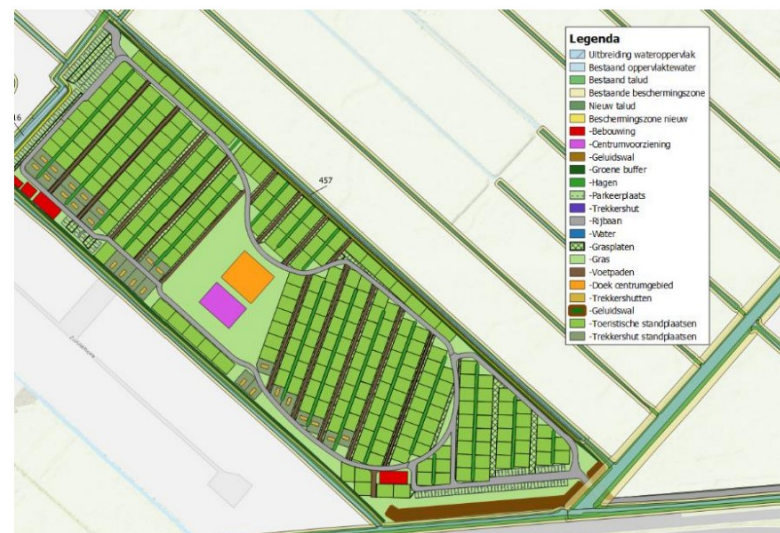 Legenda
Uitbreiding wateroppervlak
Bestaand oppervlaktewater
Bestaand talud
Bestaande beschermingszone
Nieuw talud
Beschermingszone nieuw
-Bebouwing
-Centrumvoorziening
-Geluidswal
-Groene buffer
-Hagen
-Parkeerplaats
-Trekkershut
-Rijbaan
-Water
-Grasplaten
-Gras
-Voetpaden
-Doek centrumgebied
-Trekkershutten
-Geluidswal
-Toeristische standplaatsen
-Trekkershut standplaatsen
16
457